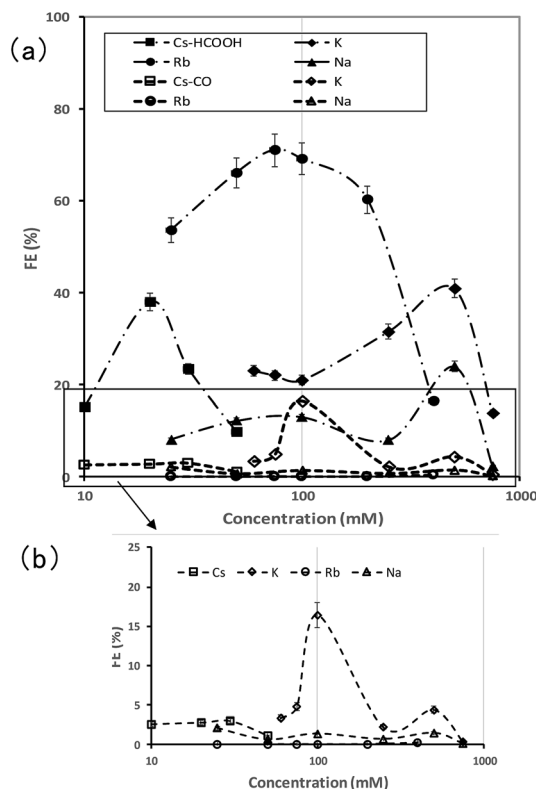 (a)
100
80
60
40
20
0
FE (%)
Cs-HCOOH
K
Rb
Na
Cs-CO
K
Rb
Na
10
100
1000
Concentration (mM)
(b)
25
20
15
10
5
0
FE (%)
Cs
K
Rb
Na
10
100
1000
Concentration (mM)